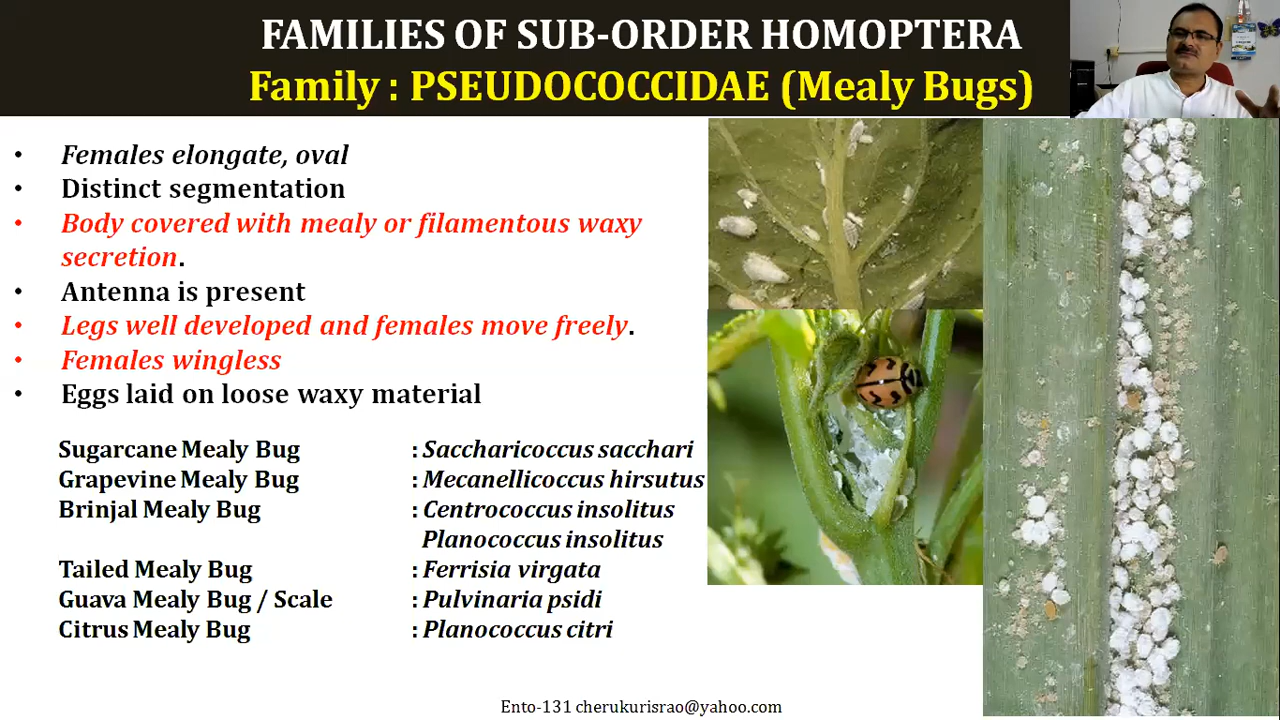 FAMILIES OF SUB-ORDER HOMOPTERA
Family : PSEUDOCOCCIDAE (Mealy Bugs)
• Females elongate, oval
• Distinct segmentation
• Body covered with mealy or filamentous waxy
secretion.
• Antenna is present
• Legs well developed and females move freely.
• Females wingless
• Eggs laid on loose waxy material
Sugarcane Mealy Bug : Saccharicoccus sacchari
Grapevine Mealy Bug : Mecanellicoccus hirsutus
Brinjal Mealy Bug : Centrococcus insolitus
Planococcus insolitus
Tailed Mealy Bug : Ferrisia virgata
Guava Mealy Bug / Scale : Pulvinaria psidi
Citrus Mealy Bug : Planococcus citri
Ento-131 cherukurisrao@yahoo.com